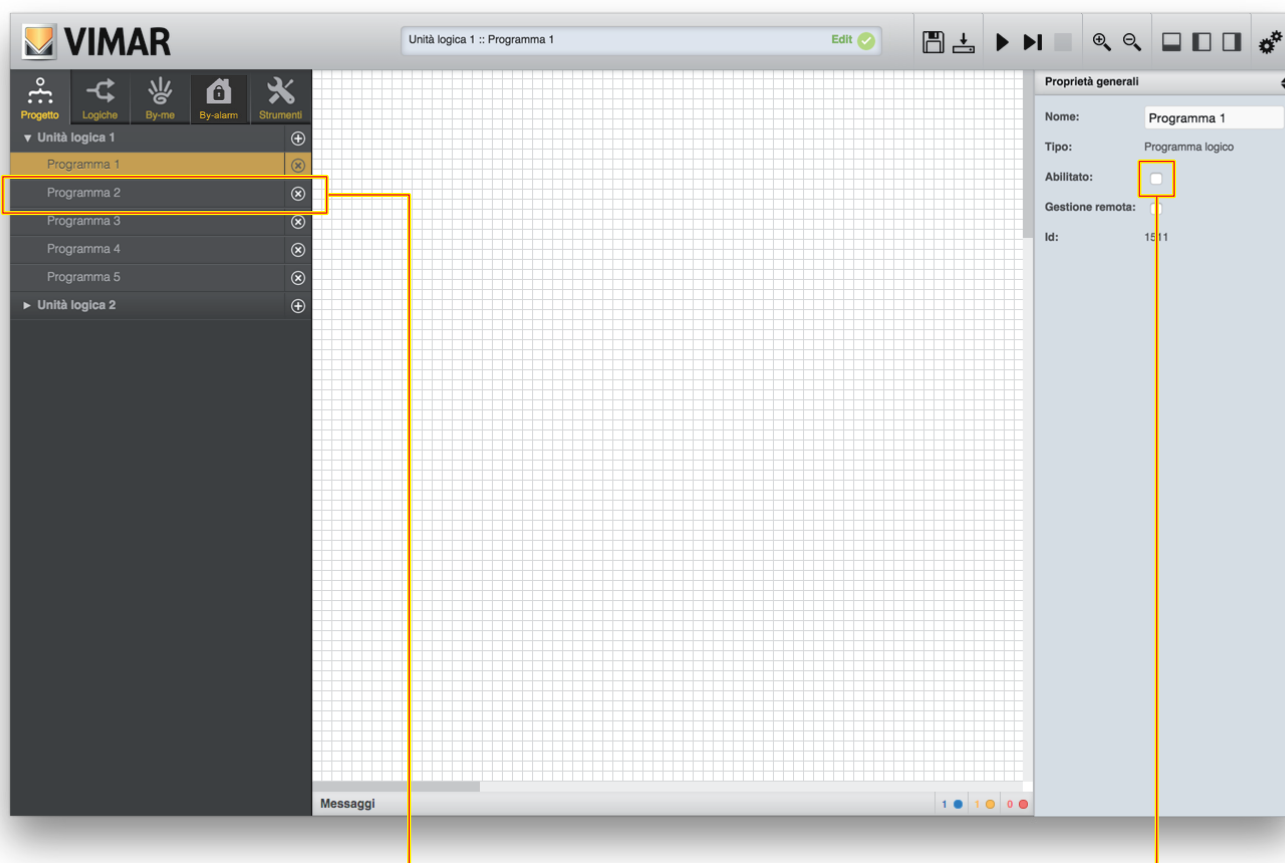 VIMAR
Unità logica 1 :: Programma 1
Edit
Progetto
Logiche
By-me
By-alarm
Strumenti
Unità logica 1
Programma 1
Programma 2
Programma 3
Programma 4
Programma 5
Unità logica 2
Messaggi
1
1
0
Proprietà generali
Nome: Programma 1
Tipo: Programma logico
Abilitato:
Gestione remota:
Id: 1511